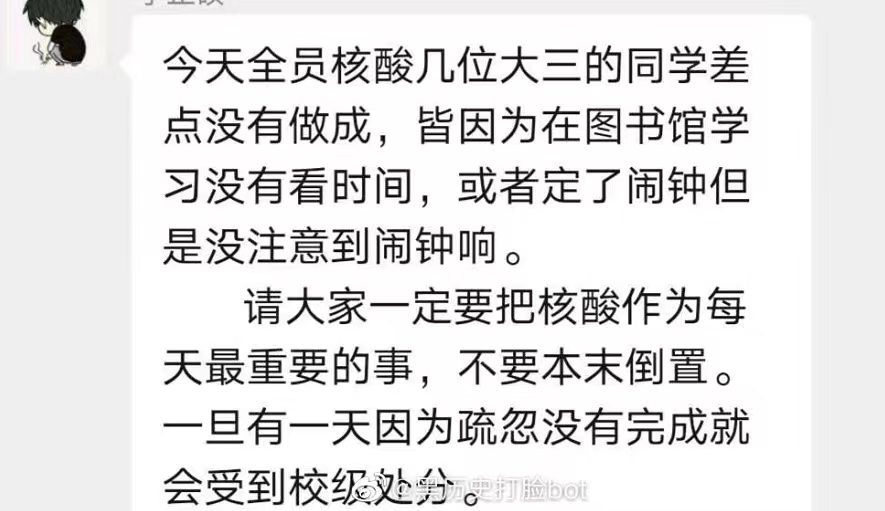 今天全员核酸几位大三的同学差
点没有做成，皆因为在图书馆学
习没有看时间，或者定了闹钟但
是没注意到闹钟响。
请大家一定要把核酸作为每
天最重要的事，不要本末倒置。
一旦有一天因为疏忽没有完成就
会受到校级处分。
@黑历史打脸bot